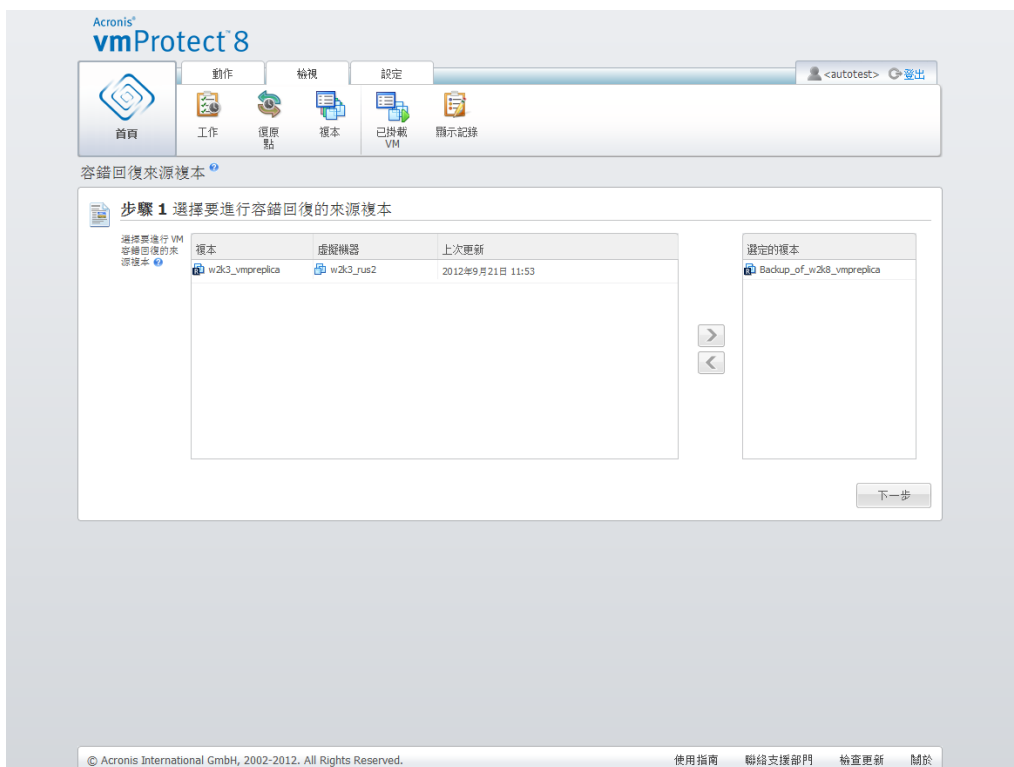 Acronis®
vmProtect™8
動作 檢視 設定
<autotest> 登出
首頁 工作 復原點 複本 已掛載 VM 顯示記錄
容錯回復來源複本 ?
步驟 1 選擇要進行容錯回復的來源複本
選擇要進行 VM
容錯回復的來
源複本 ?
複本 虛擬機器 上次更新
w2k3_vmpreplica w2k3_rus2 2012年9月21日 11:53
>
<
選定的複本
Backup_of_w2k8_vmpreplica
下一步
© Acronis International GmbH, 2002-2012. All Rights Reserved. 使用指南 聯絡支援部門 檢查更新 關於